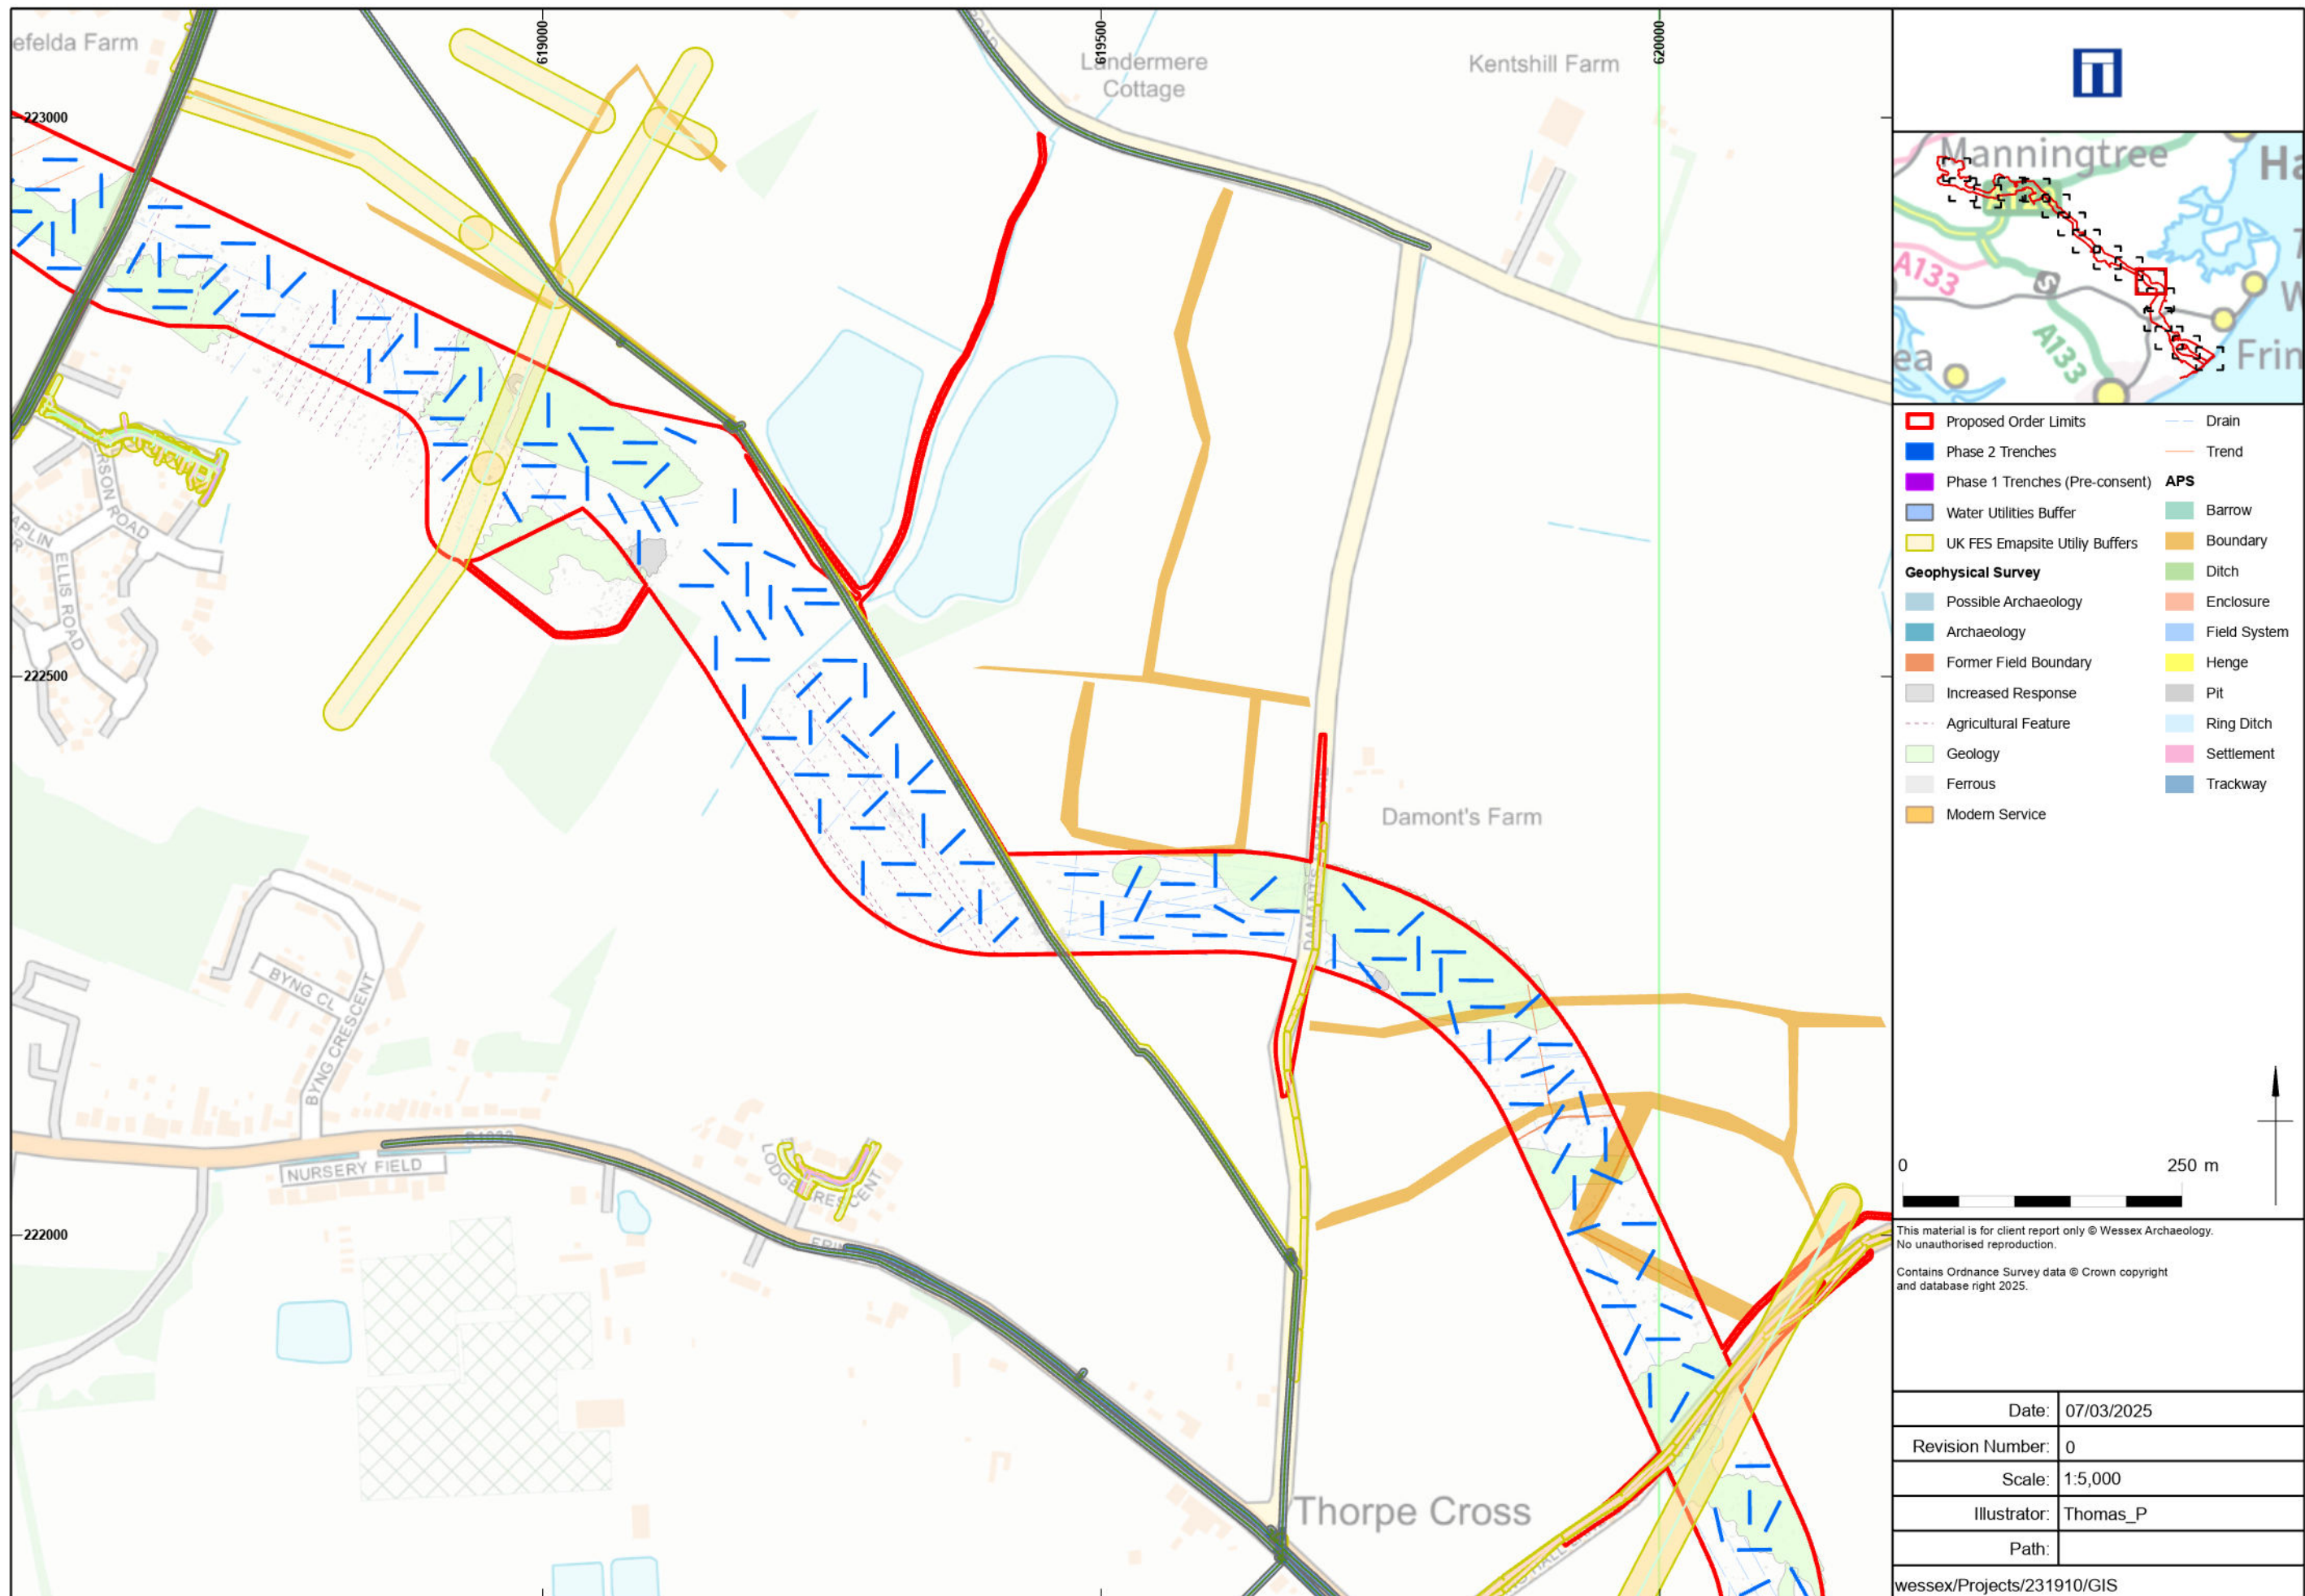 efelda Farm
619000
ROAD
619500
620000
Landermere
Cottage
Kentshill Farm
223000
222500
222000
ERSON ROAD
ELLIS ROAD
Damont's Farm
BYNG CL
BYNG CRESCENT
NURSERY FIELD
Thorpe Cross
Manningtree
Ha
A133
A133
S
W
ea
Frin
Proposed Order Limits
Phase 2 Trenches
Phase 1 Trenches (Pre-consent)
Water Utilities Buffer
UK FES Emapsite Utiliy Buffers
Geophysical Survey
Possible Archaeology
Archaeology
Former Field Boundary
Increased Response
Agricultural Feature
Geology
Ferrous
Modern Service
Drain
Trend
APS
Barrow
Boundary
Ditch
Enclosure
Field System
Henge
Pit
Ring Ditch
Settlement
Trackway
0 250 m
This material is for client report only © Wessex Archaeology.
No unauthorised reproduction.
Contains Ordnance Survey data © Crown copyright
and database right 2025.
Date: 07/03/2025
Revision Number: 0
Scale: 1:5,000
Illustrator: Thomas_P
Path:
wessex/Projects/231910/GIS